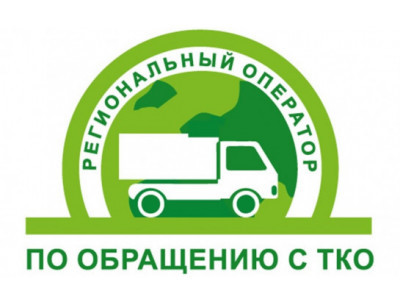 РЕГИОНАЛЬНЫЙ ОПЕРАТОР
ПО ОБРАЩЕНИЮ С ТКО